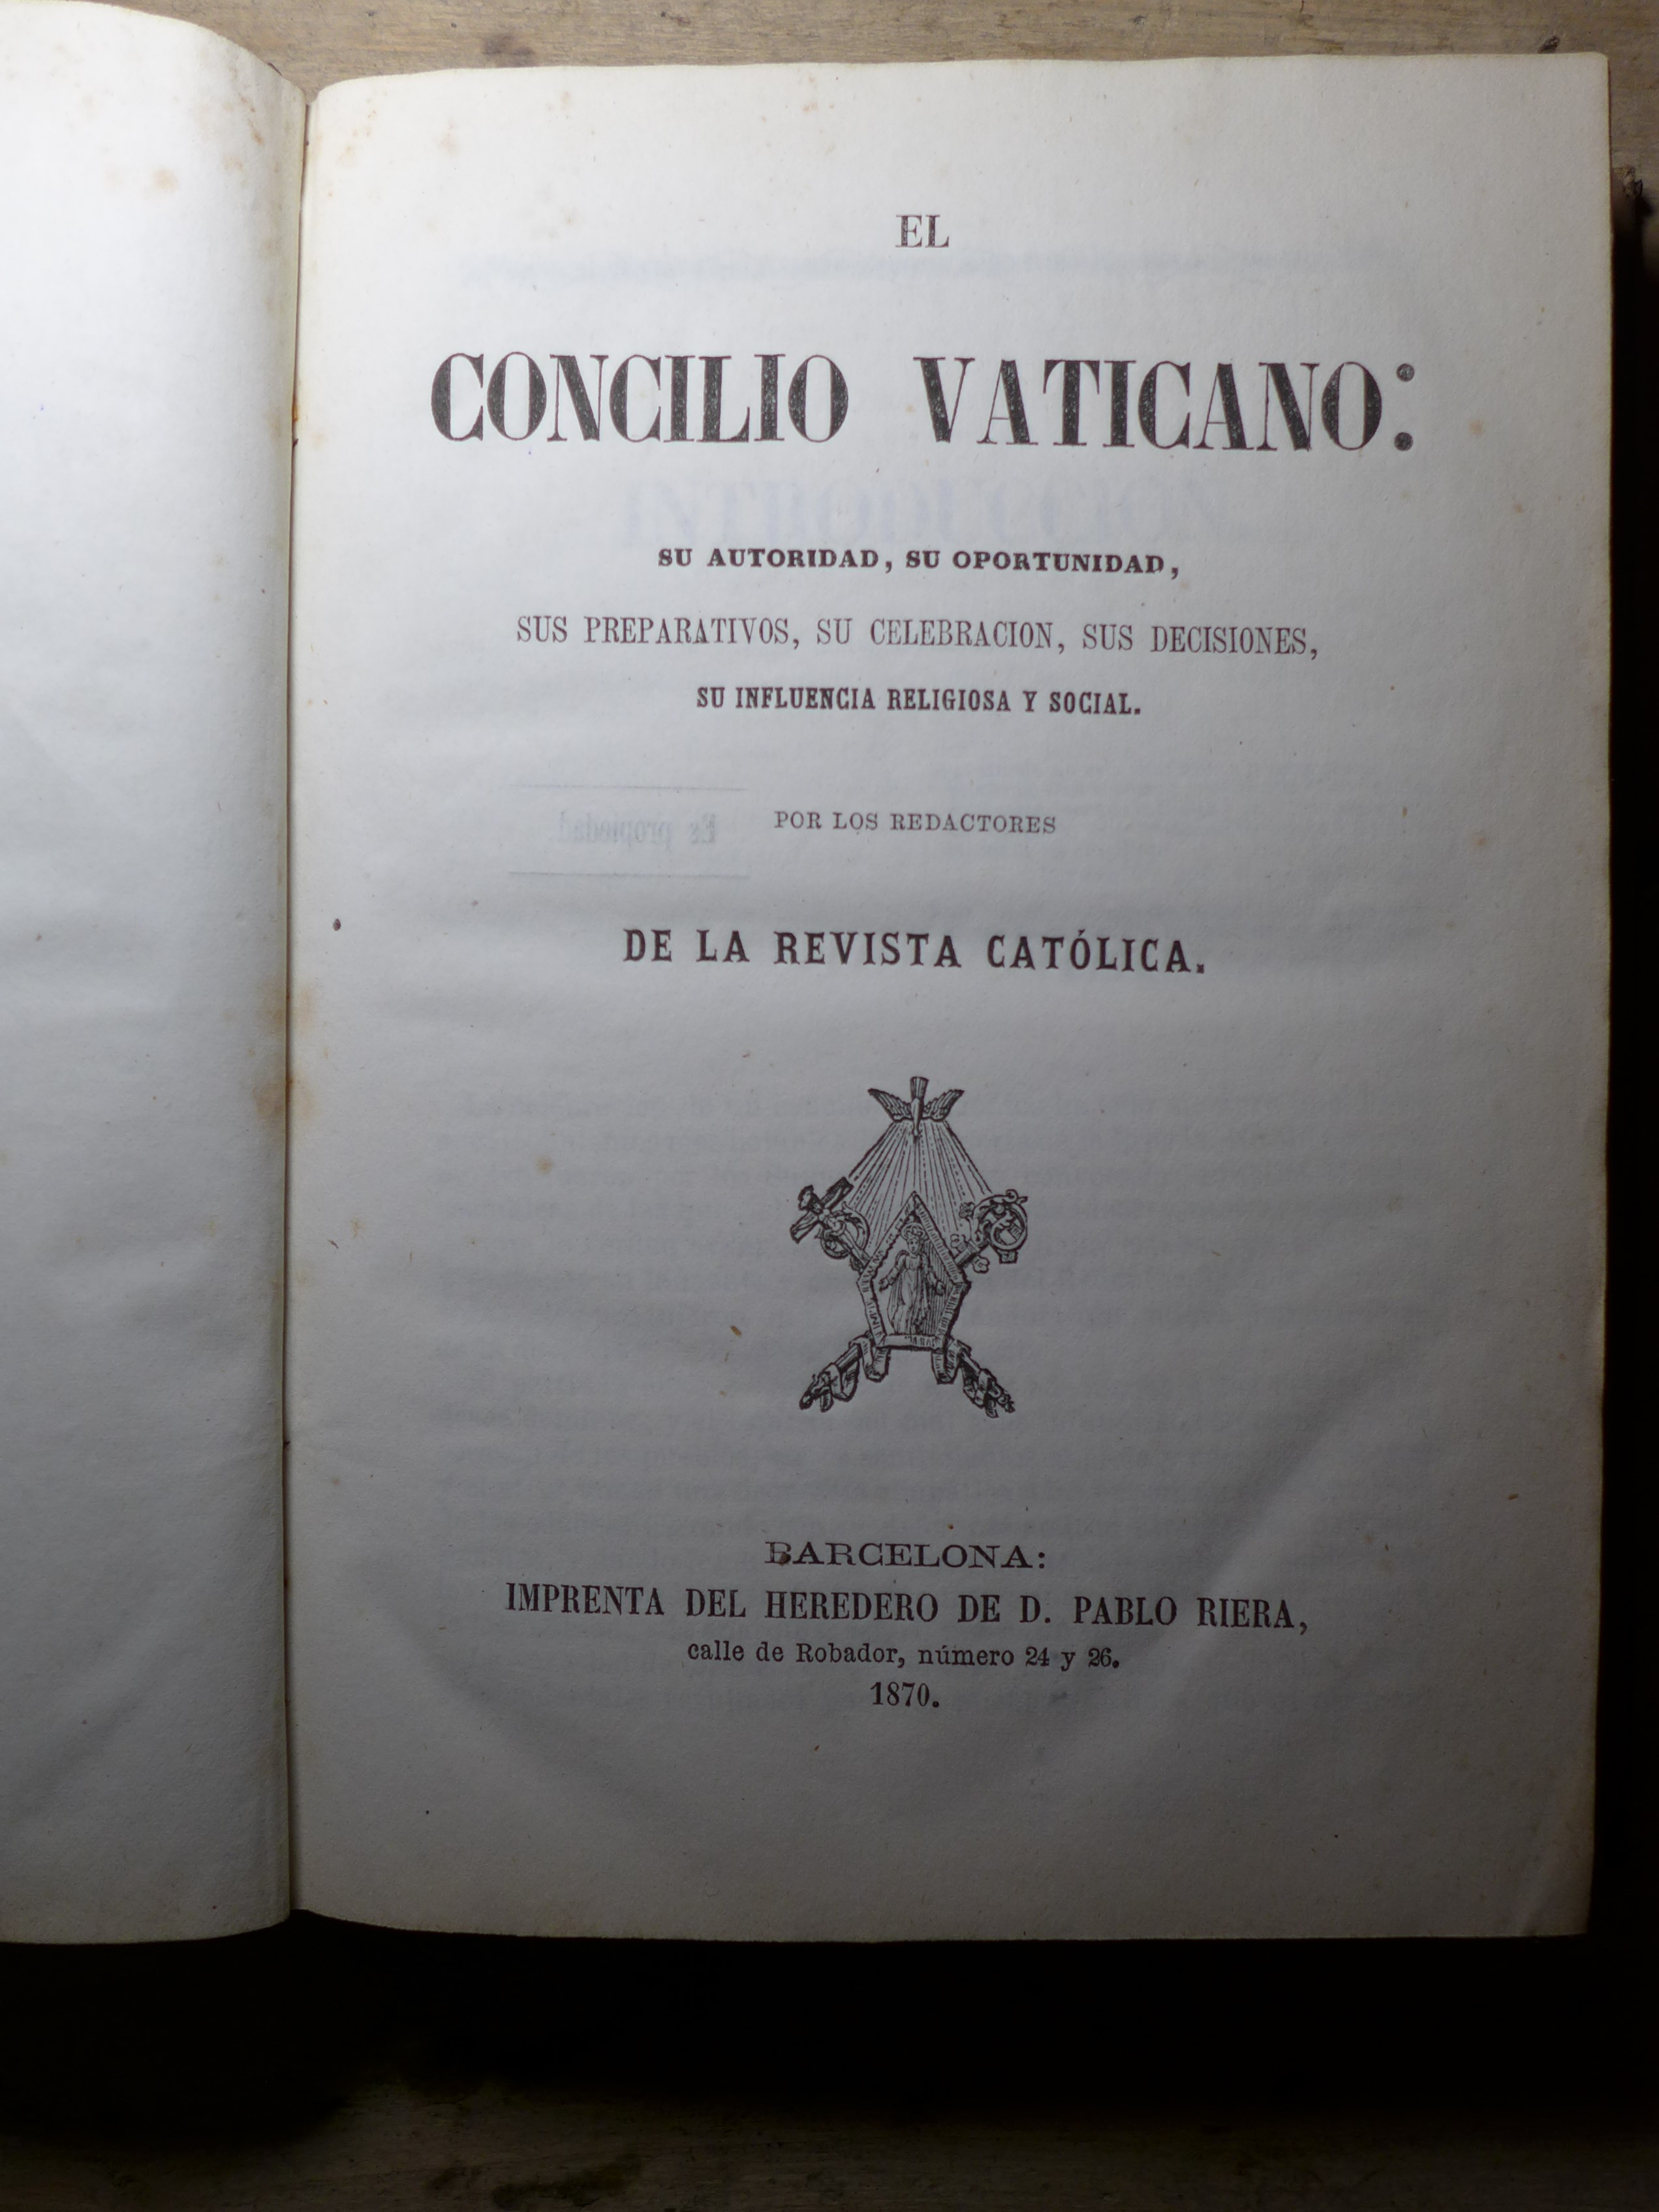 EL
CONCILIO VATICANO:
SU AUTORIDAD, SU OPORTUNIDAD,
SUS PREPARATIVOS, SU CELEBRACION, SUS DECISIONES,
SU INFLUENCIA RELIGIOSA Y SOCIAL.
POR LOS REDACTORES
DE LA REVISTA CATÓLICA.
BARCELONA:
IMPRENTA DEL HEREDERO DE D. PABLO RIERA,
calle de Robador, número 24 y 26.
1870.